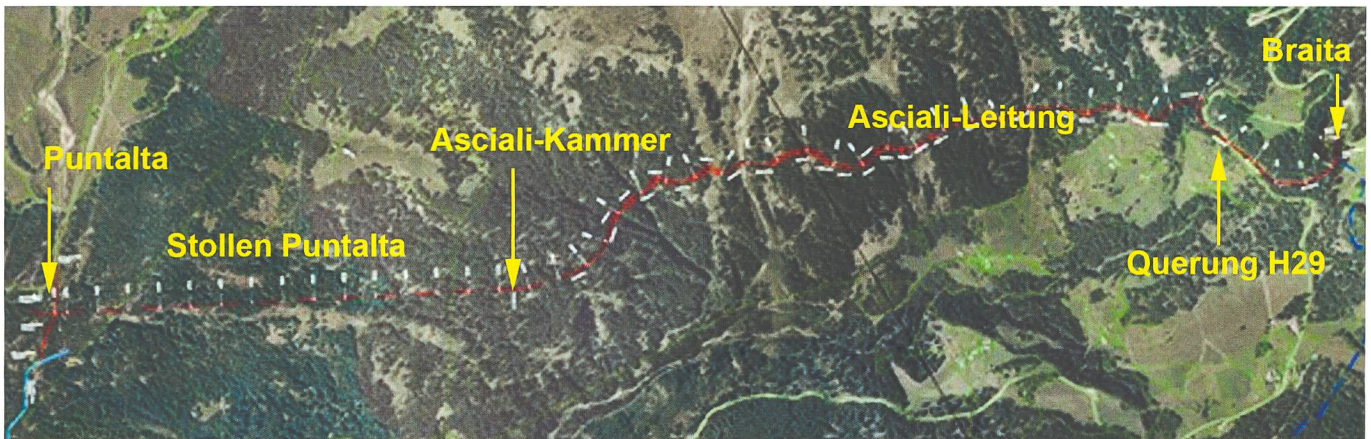 Braita
Asciali-Leitung
Asciali-Kammer
Puntalta
Stollen Puntalta
Querung H29